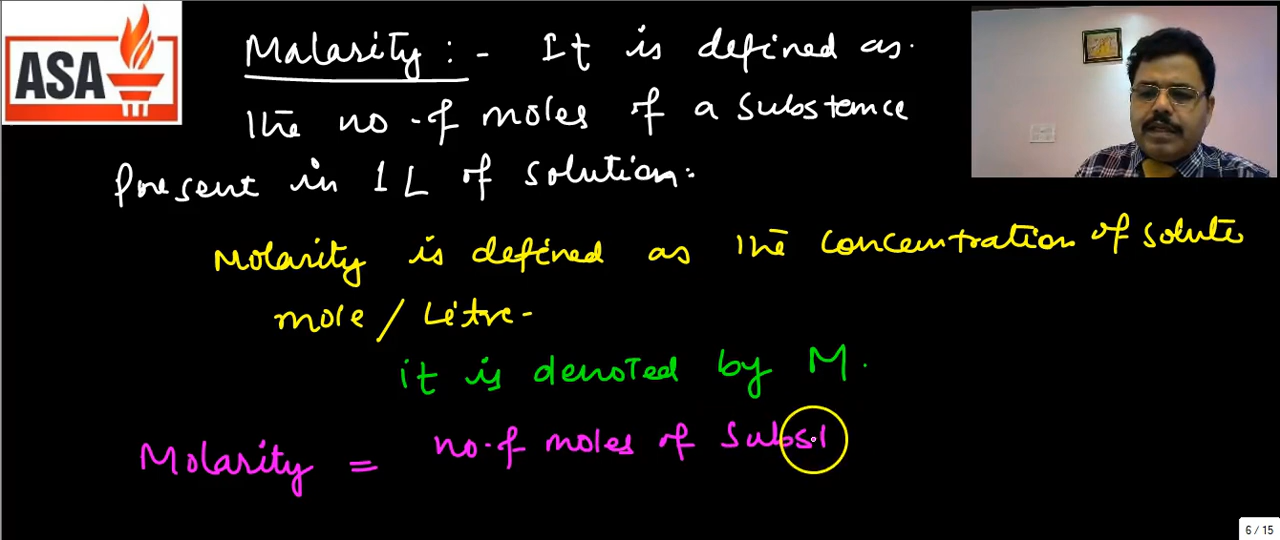 ASA
Malarity :- It is defined as.
the no. of moles of a substence
Present in 1 L of solution.
Molarity is defined as the concentration of solute
mole / Litre -
it is denoted by M.
Molarity = no. of moles of Subst
6 / 15